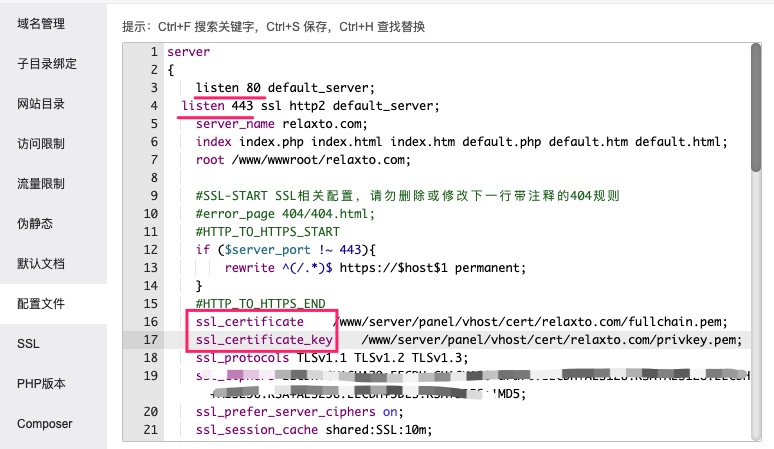 域名管理
子目录绑定
网站目录
访问限制
流量限制
伪静态
默认文档
配置文件
SSL
PHP版本
Composer
提示：Ctrl+F 搜索关键字，Ctrl+S 保存，Ctrl+H 查找替换
1 server
2 {
3 listen 80 default_server;
4 listen 443 ssl http2 default_server;
5 server_name relaxto.com;
6 index index.php index.html index.htm default.php default.htm default.html;
7 root /www/wwwroot/relaxto.com;
8
9 #SSL-START SSL相关配置，请勿删除或修改下一行带注释的404规则
10 #error_page 404/404.html;
11 #HTTP_TO_HTTPS_START
12 if ($server_port !~ 443){
13 rewrite ^(/.*)$ https://$host$1 permanent;
14 }
15 #HTTP_TO_HTTPS_END
16 ssl_certificate /www/server/panel/vhost/cert/relaxto.com/fullchain.pem;
17 ssl_certificate_key /www/server/panel/vhost/cert/relaxto.com/privkey.pem;
18 ssl_protocols TLSv1.1 TLSv1.2 TLSv1.3;
19
MD5;
20 ssl_prefer_server_ciphers on;
21 ssl_session_cache shared:SSL:10m;